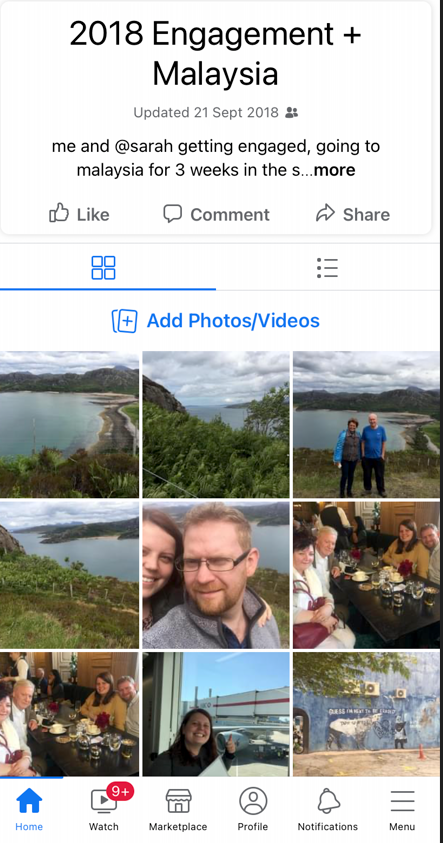 2018 Engagement +
Malaysia
Updated 21 Sept 2018
me and @sarah getting engaged, going to
malaysia for 3 weeks in the s...more
Like
Comment
Share
Add Photos/Videos
9+
Home
Watch
Marketplace
Profile
Notifications
Menu